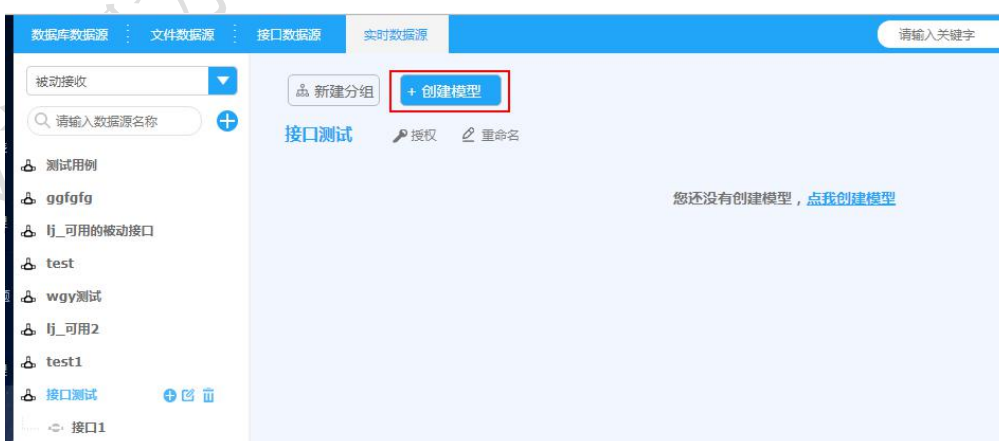 数据库数据源 文件数据源 接口数据源 实时数据源 请输入关键字
被动接收
新建分组 + 创建模型
请输入数据源名称
接口测试 授权 重命名
测试用例
ggfgfg
您还没有创建模型，点我创建模型
lj_可用的被动接口
test
wgy测试
lj_可用2
test1
接口测试
接口1